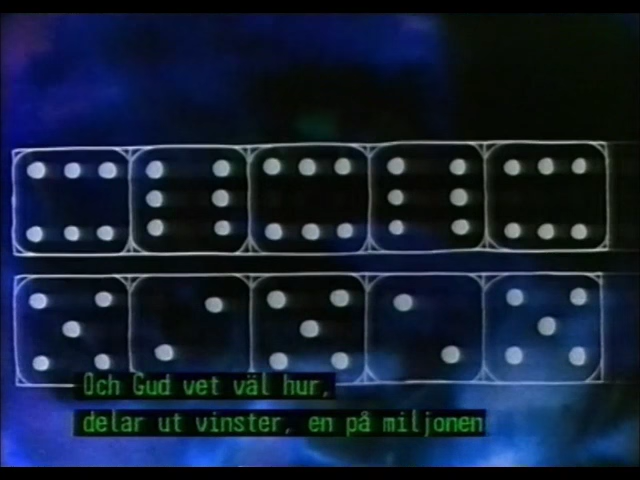 Och Gud vet väl hur,
delar ut vinster, en på miljonen